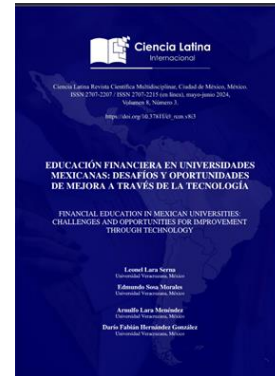 Ciencia Latina
Internacional
Ciencia Latina Revista Científica Multidisciplinar, Ciudad de México, México.
ISSN 2707-2207 / ISSN 2707-2215 (en línea), mayo-junio 2024,
Volumen 8, Número 3.
https://doi.org/10.37811/cl_rcm.v8i3
EDUCACIÓN FINANCIERA EN UNIVERSIDADES
MEXICANAS: DESAFÍOS Y OPORTUNIDADES
DE MEJORA A TRAVÉS DE LA TECNOLOGÍA
FINANCIAL EDUCATION IN MEXICAN UNIVERSITIES:
CHALLENGES AND OPPORTUNITIES FOR IMPROVEMENT
THROUGH TECHNOLOGY
Leonel Lara Serna
Universidad Veracruzana, México
Edmundo Sosa Morales
Universidad Veracruzana, México
Arnulfo Lara Menéndez
Universidad Veracruzana, México
Darío Fabián Hernández González
Universidad Veracruzana, México